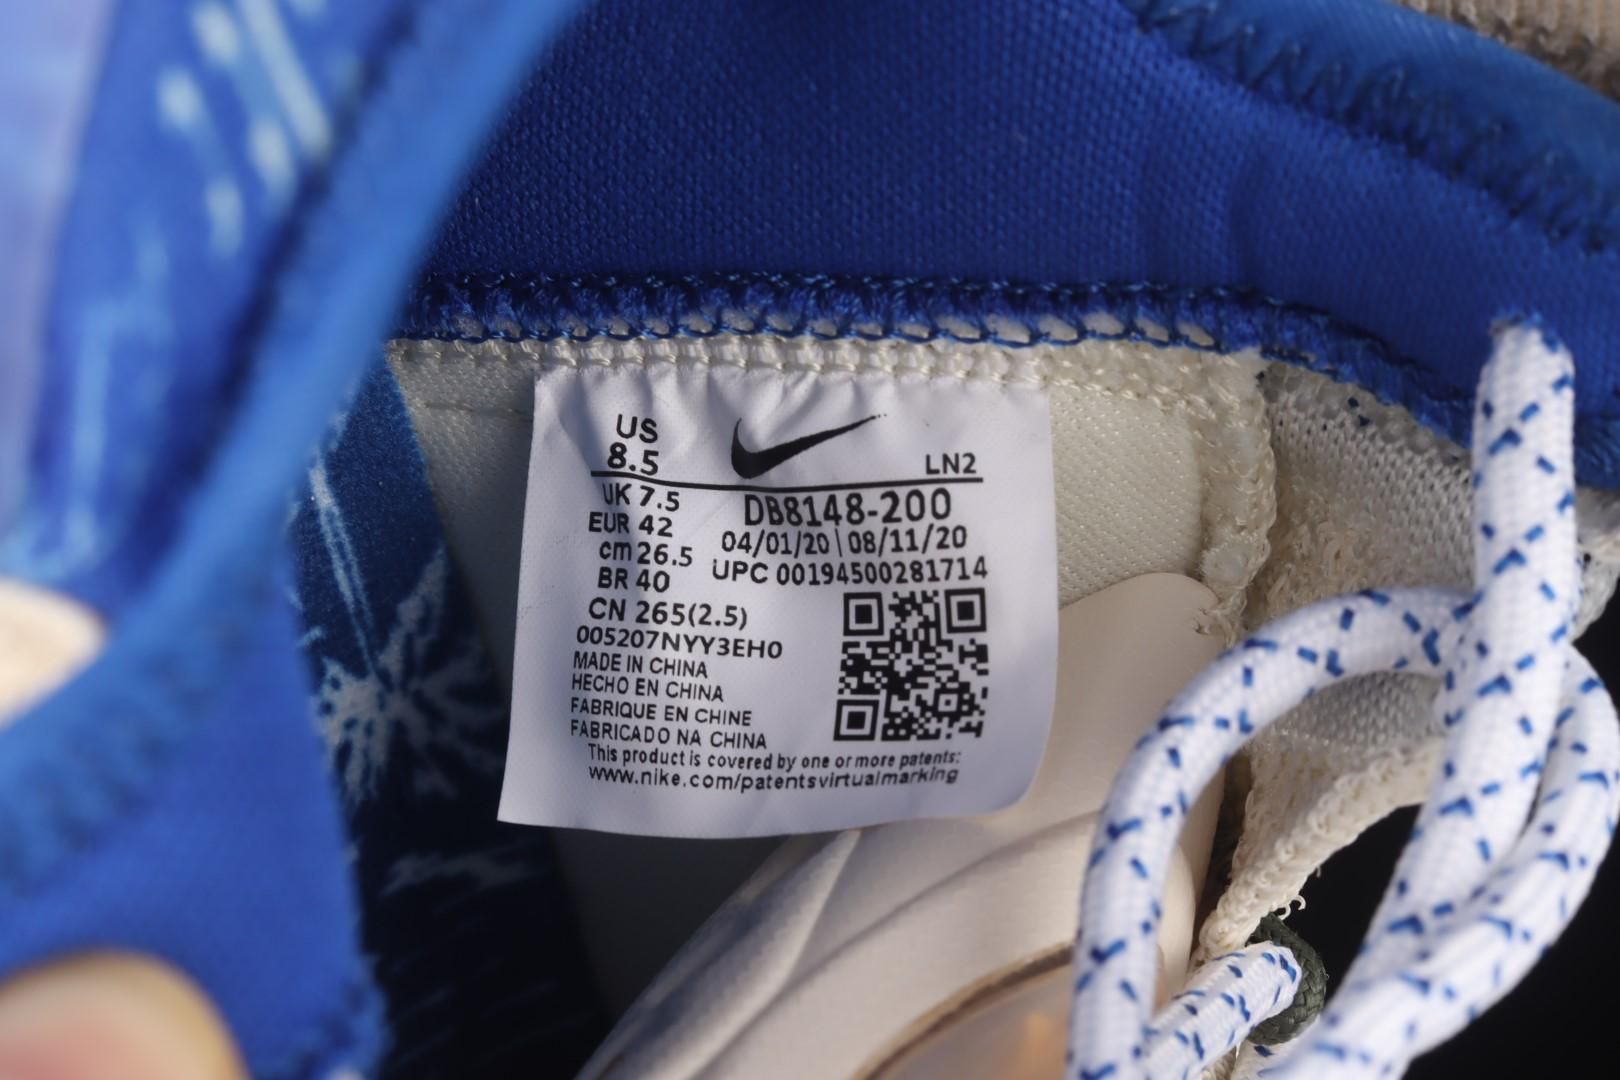 US
8.5
LN2
UK 7.5
DB8148-200
EUR 42
04/01/20 | 08/11/20
cm 26.5
UPC 00194500281714
BR 40
CN 265(2.5)
005207NYY3EH0
MADE IN CHINA
HECHO EN CHINA
FABRIQUE EN CHINE
FABRICADO NA CHINA
This product is covered by one or more patents:
www.nike.com/patentsvirtualmarking